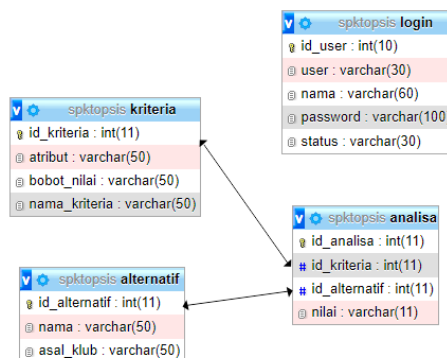 spktopsis login
id_user : int(10)
user : varchar(30)
nama : varchar(60)
password : varchar(100)
status : varchar(30)
spktopsis kriteria
id_kriteria : int(11)
atribut : varchar(50)
bobot_nilai : varchar(50)
nama_kriteria : varchar(50)
spktopsis analisa
id_analisa : int(11)
# id_kriteria : int(11)
# id_alternatif : int(11)
nilai : varchar(11)
spktopsis alternatif
id_alternatif : int(11)
nama : varchar(50)
asal_klub : varchar(50)